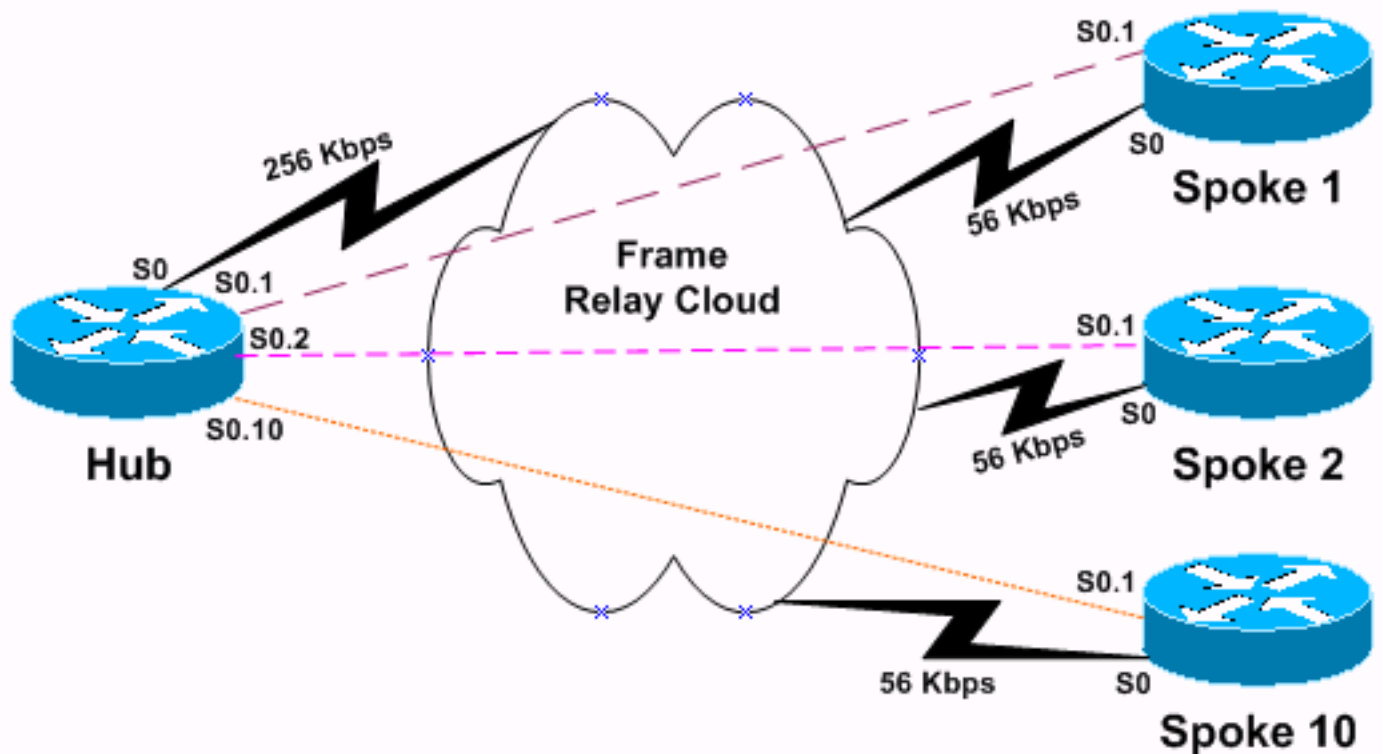 S0.1
256 Kbps
S0
56 Kbps
Spoke 1
Frame
Relay Cloud
S0
S0.1
S0.2
S0.10
Hub
S0.1
S0
56 Kbps
Spoke 2
S0.1
56 Kbps
S0
Spoke 10